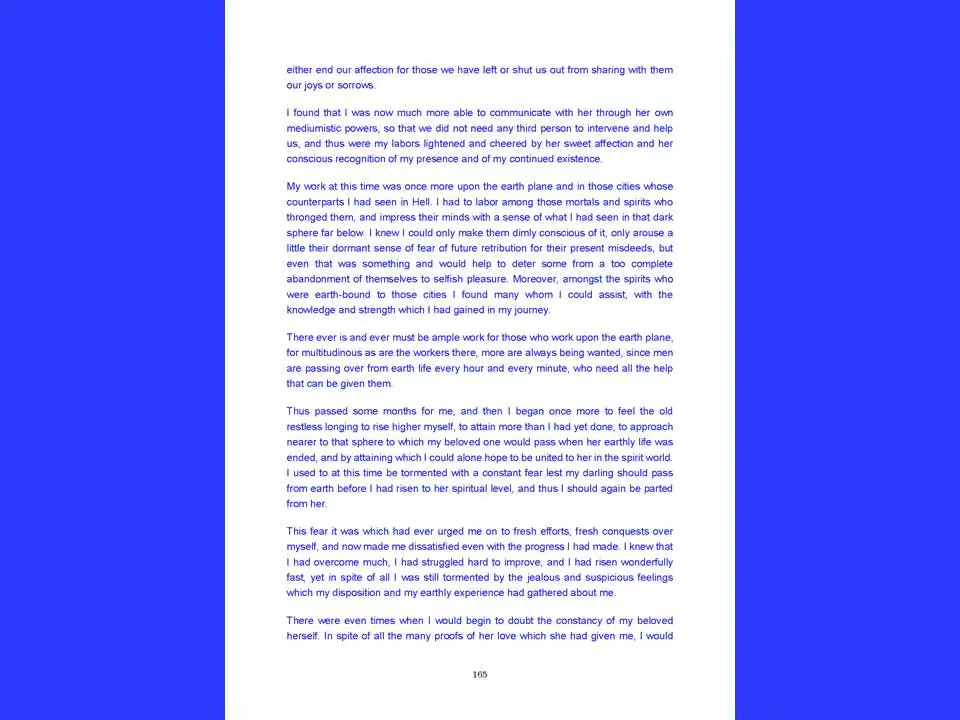 either end our affection for those we have left or shut us out from sharing with them
our joys or sorrows.
I found that I was now much more able to communicate with her through her own
mediumistic powers, so that we did not need any third person to intervene and help
us, and thus were my labors lightened and cheered by her sweet affection and her
conscious recognition of my presence and of my continued existence.
My work at this time was once more upon the earth plane and in those cities whose
counterparts I had seen in Hell. I had to labor among those mortals and spirits who
thronged them, and impress their minds with a sense of what I had seen in that dark
sphere far below. I knew I could only make them dimly conscious of it, only arouse a
little their dormant sense of fear of future retribution for their present misdeeds, but
even that was something and would help to deter some from a too complete
abandonment of themselves to selfish pleasure. Moreover, amongst the spirits who
were earth-bound to those cities I found many whom I could assist, with the
knowledge and strength which I had gained in my journey.
There ever is and ever must be ample work for those who work upon the earth plane,
for multitudinous as are the workers there, more are always being wanted, since men
are passing over from earth life every hour and every minute, who need all the help
that can be given them.
Thus passed some months for me, and then I began once more to feel the old
restless longing to rise higher myself, to attain more than I had yet done, to approach
nearer to that sphere to which my beloved one would pass when her earthly life was
ended, and by attaining which I could alone hope to be united to her in the spirit world.
I used to at this time be tormented with a constant fear lest my darling should pass
from earth before I had risen to her spiritual level, and thus I should again be parted
from her.
This fear it was which had ever urged me on to fresh efforts, fresh conquests over
myself, and now made me dissatisfied even with the progress I had made. I knew that
I had overcome much, I had struggled hard to improve, and I had risen wonderfully
fast, yet in spite of all I was still tormented by the jealous and suspicious feelings
which my disposition and my earthly experience had gathered about me.
There were even times when I would begin to doubt the constancy of my beloved
herself. In spite of all the many proofs of her love which she had given me, I would
165